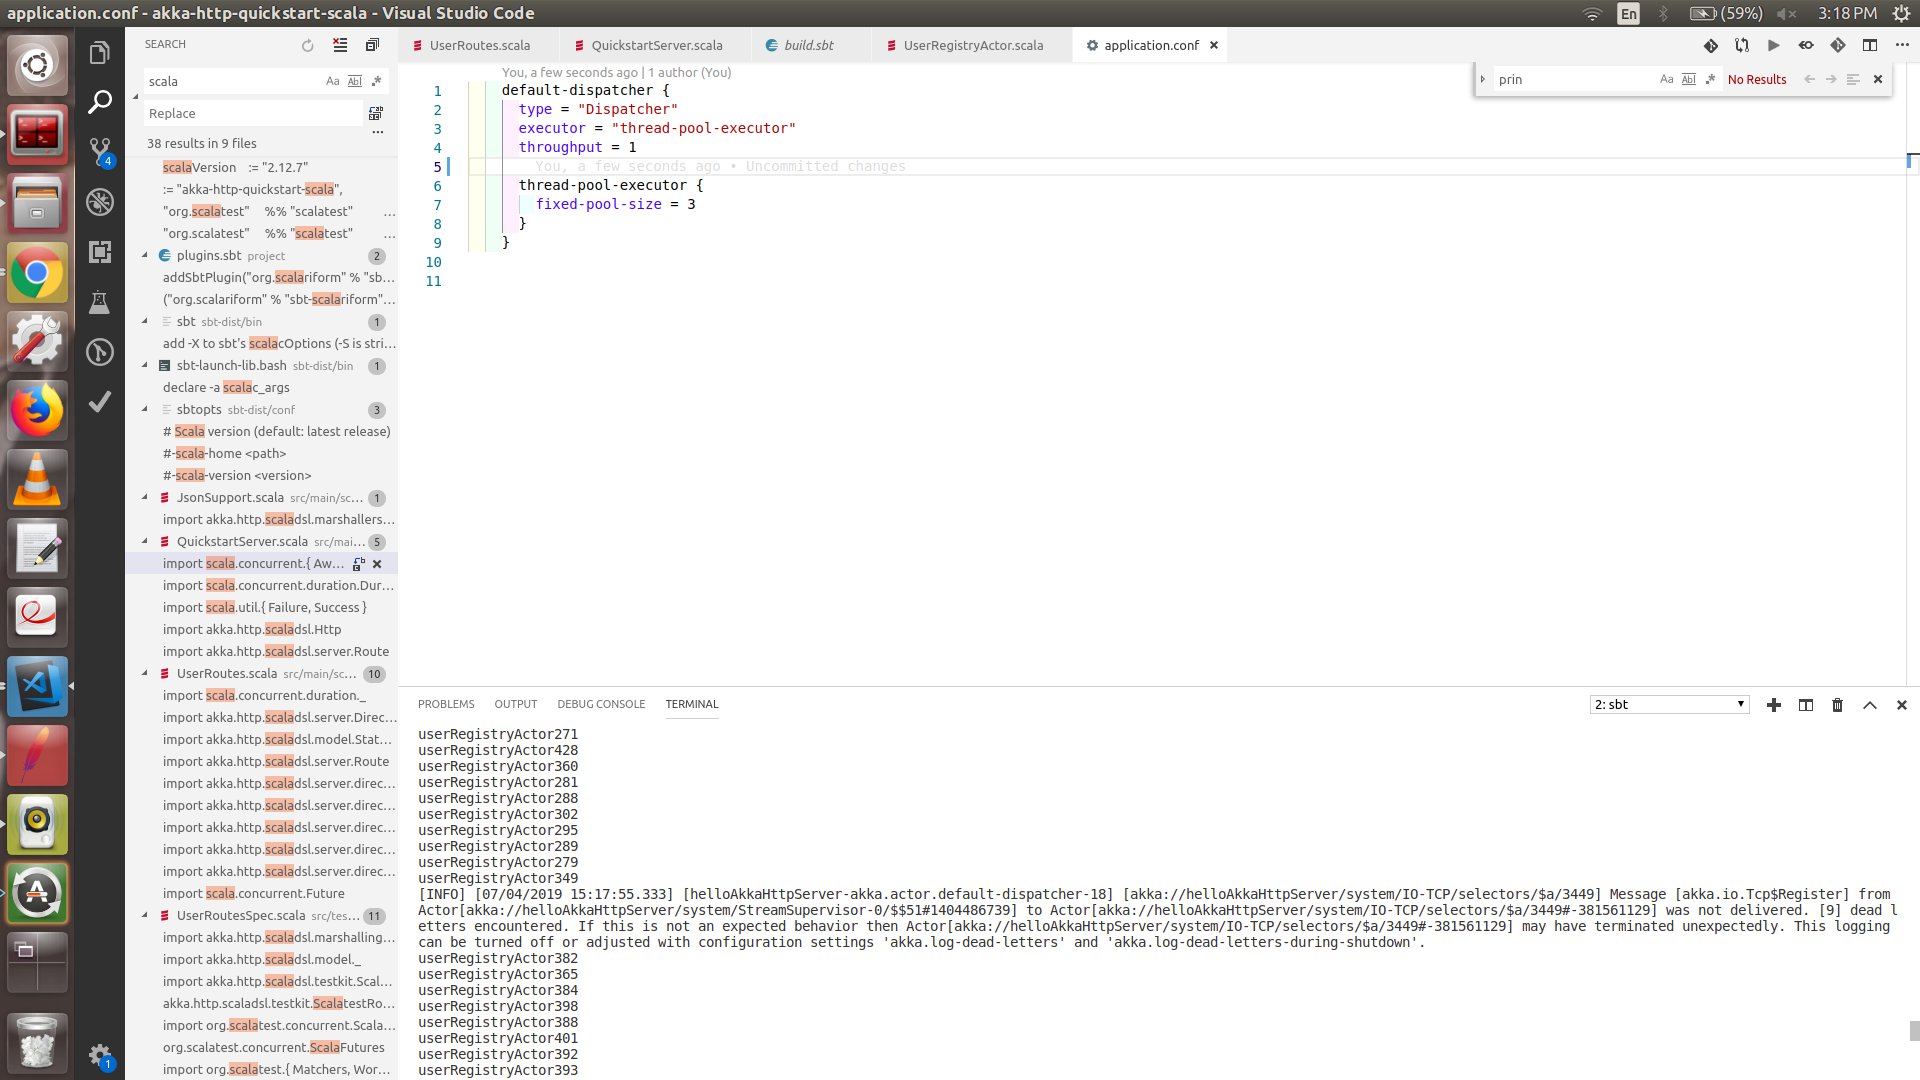 application.conf - akka-http-quickstart-scala - Visual Studio Code
En
(59%)
3:18 PM
SEARCH
scala
Aa
Abl
.*
Replace
38 results in 9 files
scalaVersion := "2.12.7"
:= "akka-http-quickstart-scala",
"org.scalatest" %% "scalatest" ...
"org.scalatest" %% "scalatest" ...
plugins.sbt project 2
addSbtPlugin("org.scalariform" % "sb...
("org.scalariform" % "sbt-scalariform"...
sbt sbt-dist/bin 1
add -X to sbt's scalacOptions (-S is stri...
sbt-launch-lib.bash sbt-dist/bin 1
declare -a scalac_args
sbtopts sbt-dist/conf 3
# Scala version (default: latest release)
#-scala-home <path>
#-scala-version <version>
JsonSupport.scala src/main/sc... 1
import akka.http.scaladsl.marshallers...
QuickstartServer.scala src/mai... 5
import scala.concurrent.{ Aw...
import scala.concurrent.duration.Dur...
import scala.util.{ Failure, Success }
import akka.http.scaladsl.Http
import akka.http.scaladsl.server.Route
UserRoutes.scala src/main/sc... 10
import scala.concurrent.duration._
import akka.http.scaladsl.server.Direc...
import akka.http.scaladsl.model.Stat...
import akka.http.scaladsl.server.Route
import akka.http.scaladsl.server.direc...
import akka.http.scaladsl.server.direc...
import akka.http.scaladsl.server.direc...
import akka.http.scaladsl.server.direc...
import akka.http.scaladsl.server.direc...
import scala.concurrent.Future
UserRoutesSpec.scala src/tes... 11
import akka.http.scaladsl.marshalling...
import akka.http.scaladsl.model._
import akka.http.scaladsl.testkit.Scal...
akka.http.scaladsl.testkit.ScalatestRo...
import org.scalatest.concurrent.Scala...
org.scalatest.concurrent.ScalaFutures
import org.scalatest.{ Matchers, Wor...
4
1
UserRoutes.scala
QuickstartServer.scala
build.sbt
UserRegistryActor.scala
application.conf
prin
Aa
Abl
.*
No Results
You, a few seconds ago | 1 author (You)
1 default-dispatcher {
2 type = "Dispatcher"
3 executor = "thread-pool-executor"
4 throughput = 1
5 You, a few seconds ago • Uncommitted changes
6 thread-pool-executor {
7 fixed-pool-size = 3
8 }
9 }
10
11
PROBLEMS OUTPUT DEBUG CONSOLE TERMINAL
2: sbt
userRegistryActor271
userRegistryActor428
userRegistryActor360
userRegistryActor281
userRegistryActor288
userRegistryActor302
userRegistryActor295
userRegistryActor289
userRegistryActor279
userRegistryActor349
[INFO] [07/04/2019 15:17:55.333] [helloAkkaHttpServer-akka.actor.default-dispatcher-18] [akka://helloAkkaHttpServer/system/IO-TCP/selectors/$a/3449] Message [akka.io.Tcp$Register] from
Actor[akka://helloAkkaHttpServer/system/StreamSupervisor-0/$$51#1404486739] to Actor[akka://helloAkkaHttpServer/system/IO-TCP/selectors/$a/3449#-381561129] was not delivered. [9] dead l
etters encountered. If this is not an expected behavior then Actor[akka://helloAkkaHttpServer/system/IO-TCP/selectors/$a/3449#-381561129] may have terminated unexpectedly. This logging
can be turned off or adjusted with configuration settings 'akka.log-dead-letters' and 'akka.log-dead-letters-during-shutdown'.
userRegistryActor382
userRegistryActor365
userRegistryActor384
userRegistryActor398
userRegistryActor388
userRegistryActor401
userRegistryActor392
userRegistryActor393